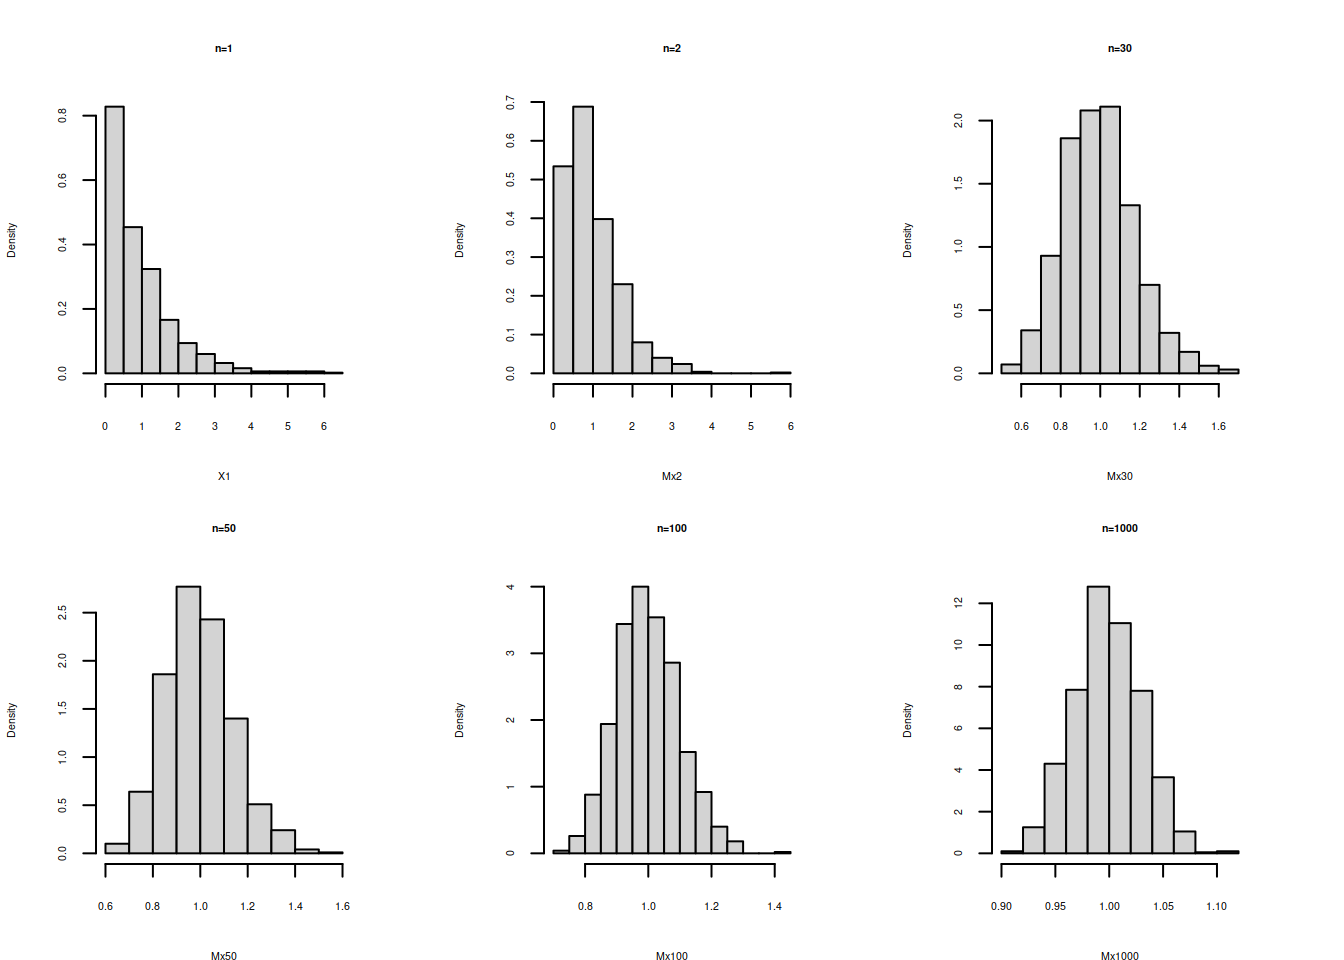 n=1
Density
0.0 0.2 0.4 0.6 0.8
0 1 2 3 4 5 6
X1
n=2
Density
0.0 0.1 0.2 0.3 0.4 0.5 0.6 0.7
0 1 2 3 4 5 6
Mx2
n=30
Density
0.0 0.5 1.0 1.5 2.0
0.6 0.8 1.0 1.2 1.4 1.6
Mx30
n=50
Density
0.0 0.5 1.0 1.5 2.0 2.5
0.6 0.8 1.0 1.2 1.4 1.6
Mx50
n=100
Density
0 1 2 3 4
0.8 1.0 1.2 1.4
Mx100
n=1000
Density
0 2 4 6 8 10 12
0.90 0.95 1.00 1.05 1.10
Mx1000